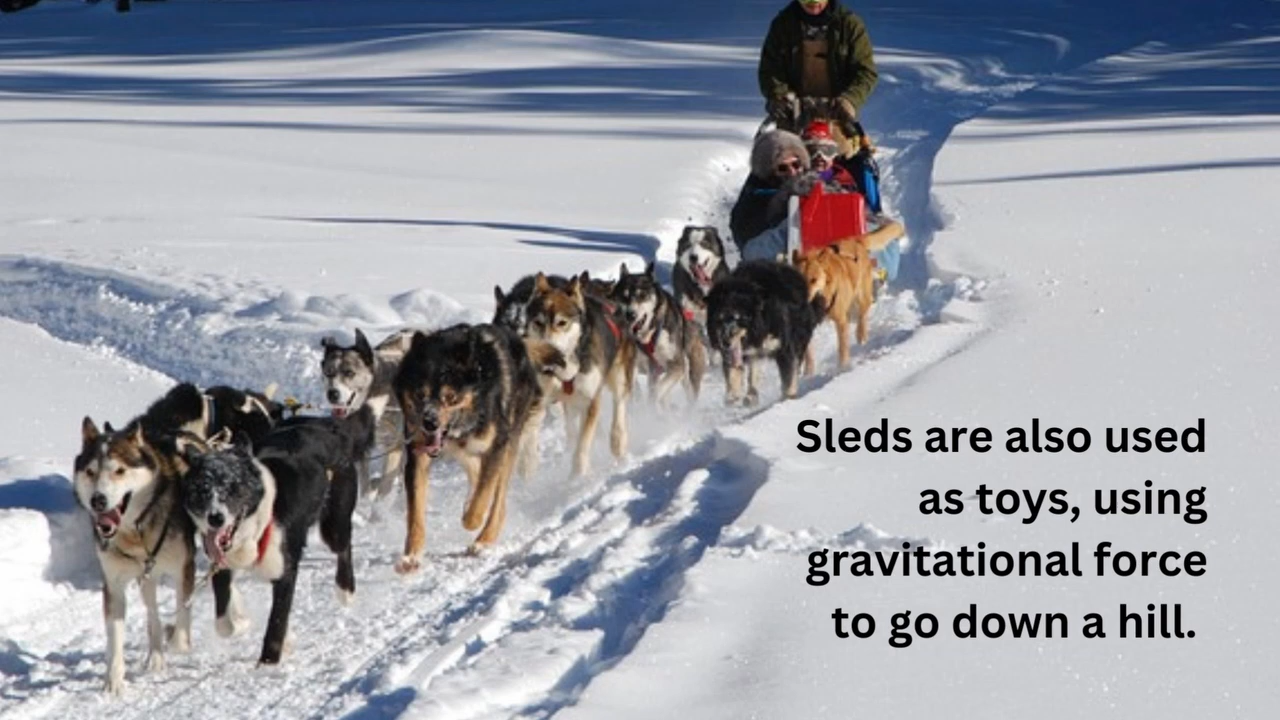 Sleds are also used
as toys, using
gravitational force
to go down a hill.